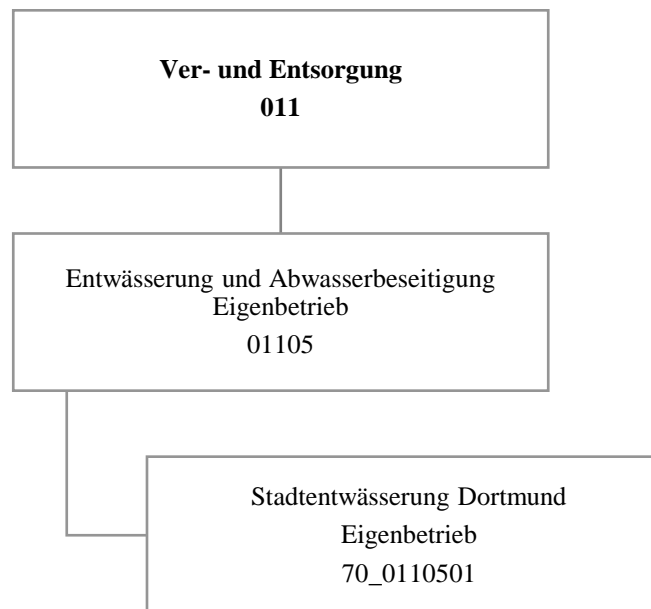 Ver- und Entsorgung
011
Entwässerung und Abwasserbeseitigung
Eigenbetrieb
01105
Stadtentwässerung Dortmund
Eigenbetrieb
70_0110501